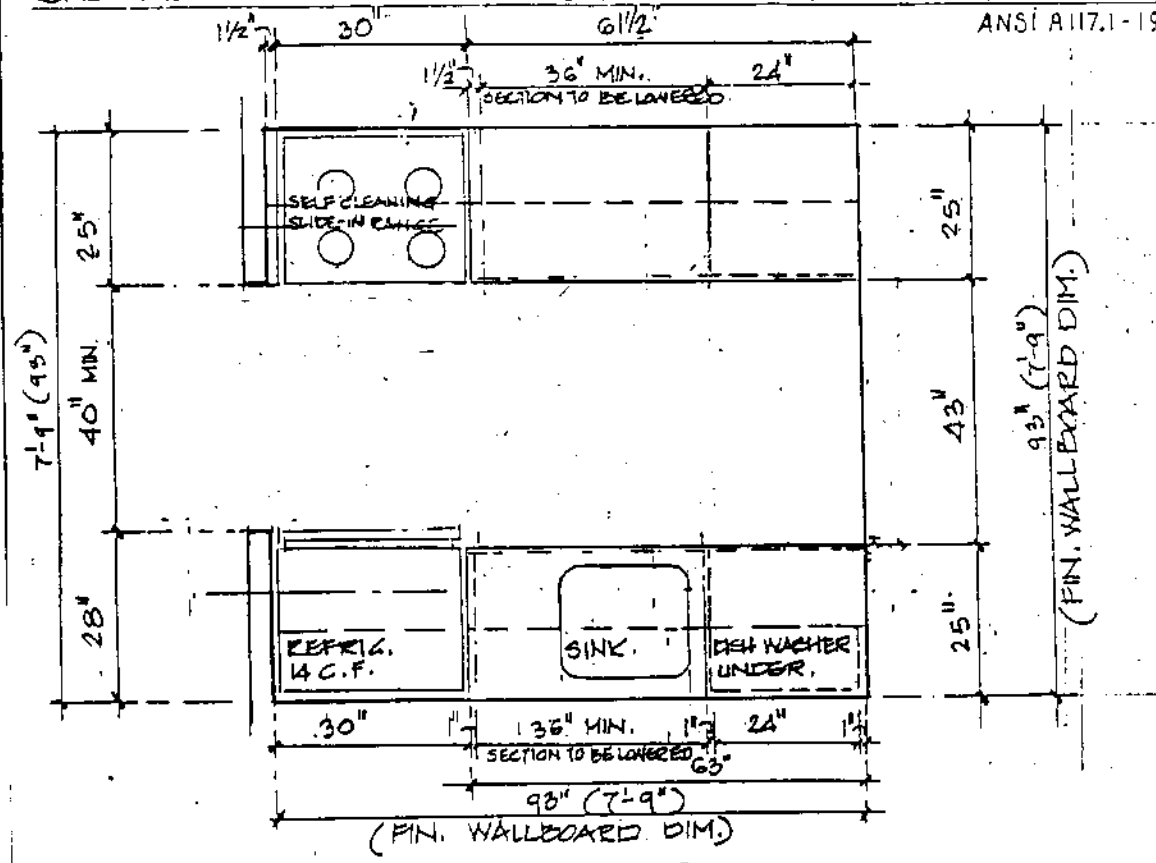 ANSI A117.1-19
1½" 30" 61½"
1½" 36" MIN. 24"
SECTION TO BE LOWERED
SELF CLEANING
SLIDE-IN RANGE
25"
40" MIN.
28"
7'-9" (93")
25"
43"
25"
93" (7'-9")
(FIN. WALLBOARD DIM.)
REFRIG.
14 C.F.
SINK.
DISH WASHER
UNDER.
30" 1" 36" MIN. 1" 24" 1"
SECTION TO BE LOWERED
63"
93" (7'-9")
(FIN. WALLBOARD DIM.)